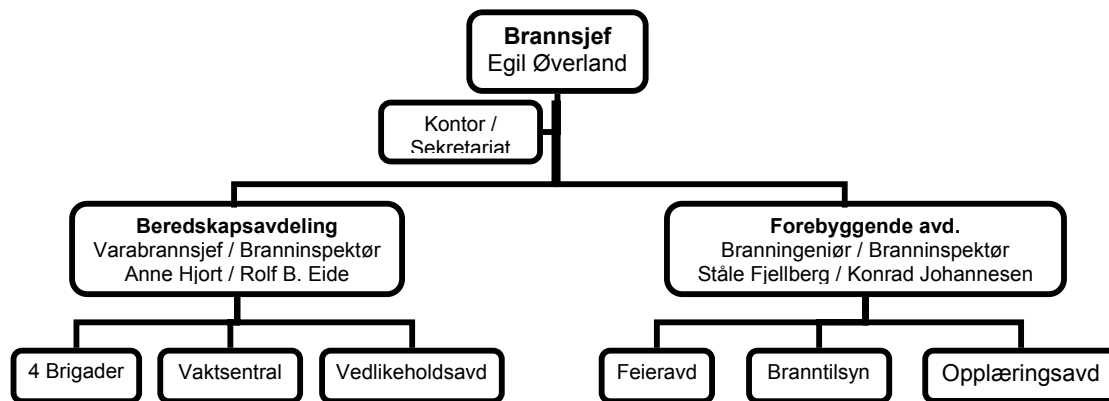 Brannsjef
Egil Øverland
Kontor /
Sekretariat
Beredskapsavdeling
Varabrannsjef / Branninspektør
Anne Hjort / Rolf B. Eide
Forebyggende avd.
Branningeniør / Branninspektør
Ståle Fjellberg / Konrad Johannesen
4 Brigader
Vaktsentral
Vedlikeholdsavd
Feieravd
Branntilsyn
Opplæringsavd